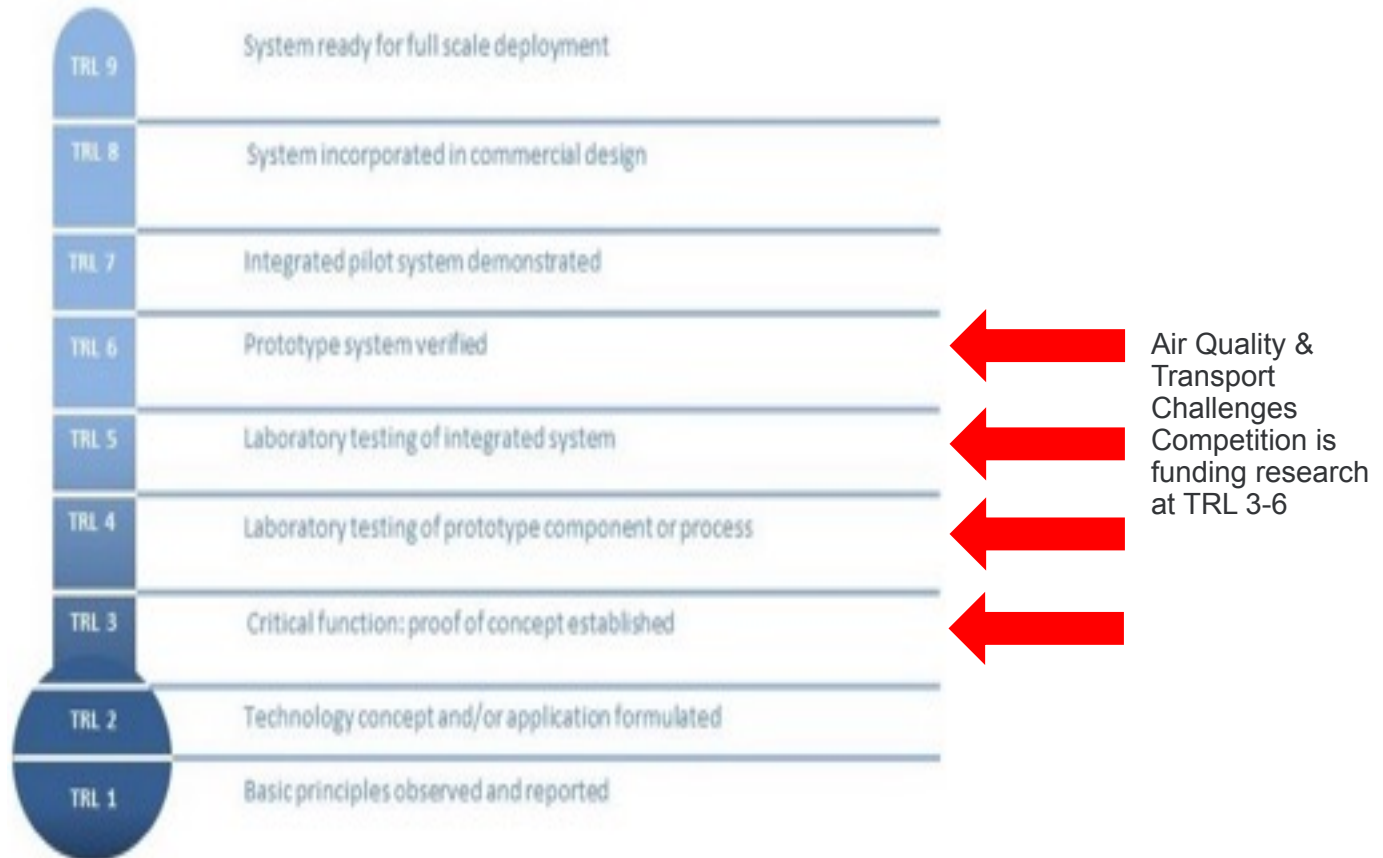 TRL 9
System ready for full scale deployment
TRL 8
System incorporated in commercial design
TRL 7
Integrated pilot system demonstrated
TRL 6
Prototype system verified
TRL 5
Laboratory testing of integrated system
TRL 4
Laboratory testing of prototype component or process
TRL 3
Critical function: proof of concept established
TRL 2
Technology concept and/or application formulated
TRL 1
Basic principles observed and reported
Air Quality &
Transport
Challenges
Competition is
funding research
at TRL 3-6